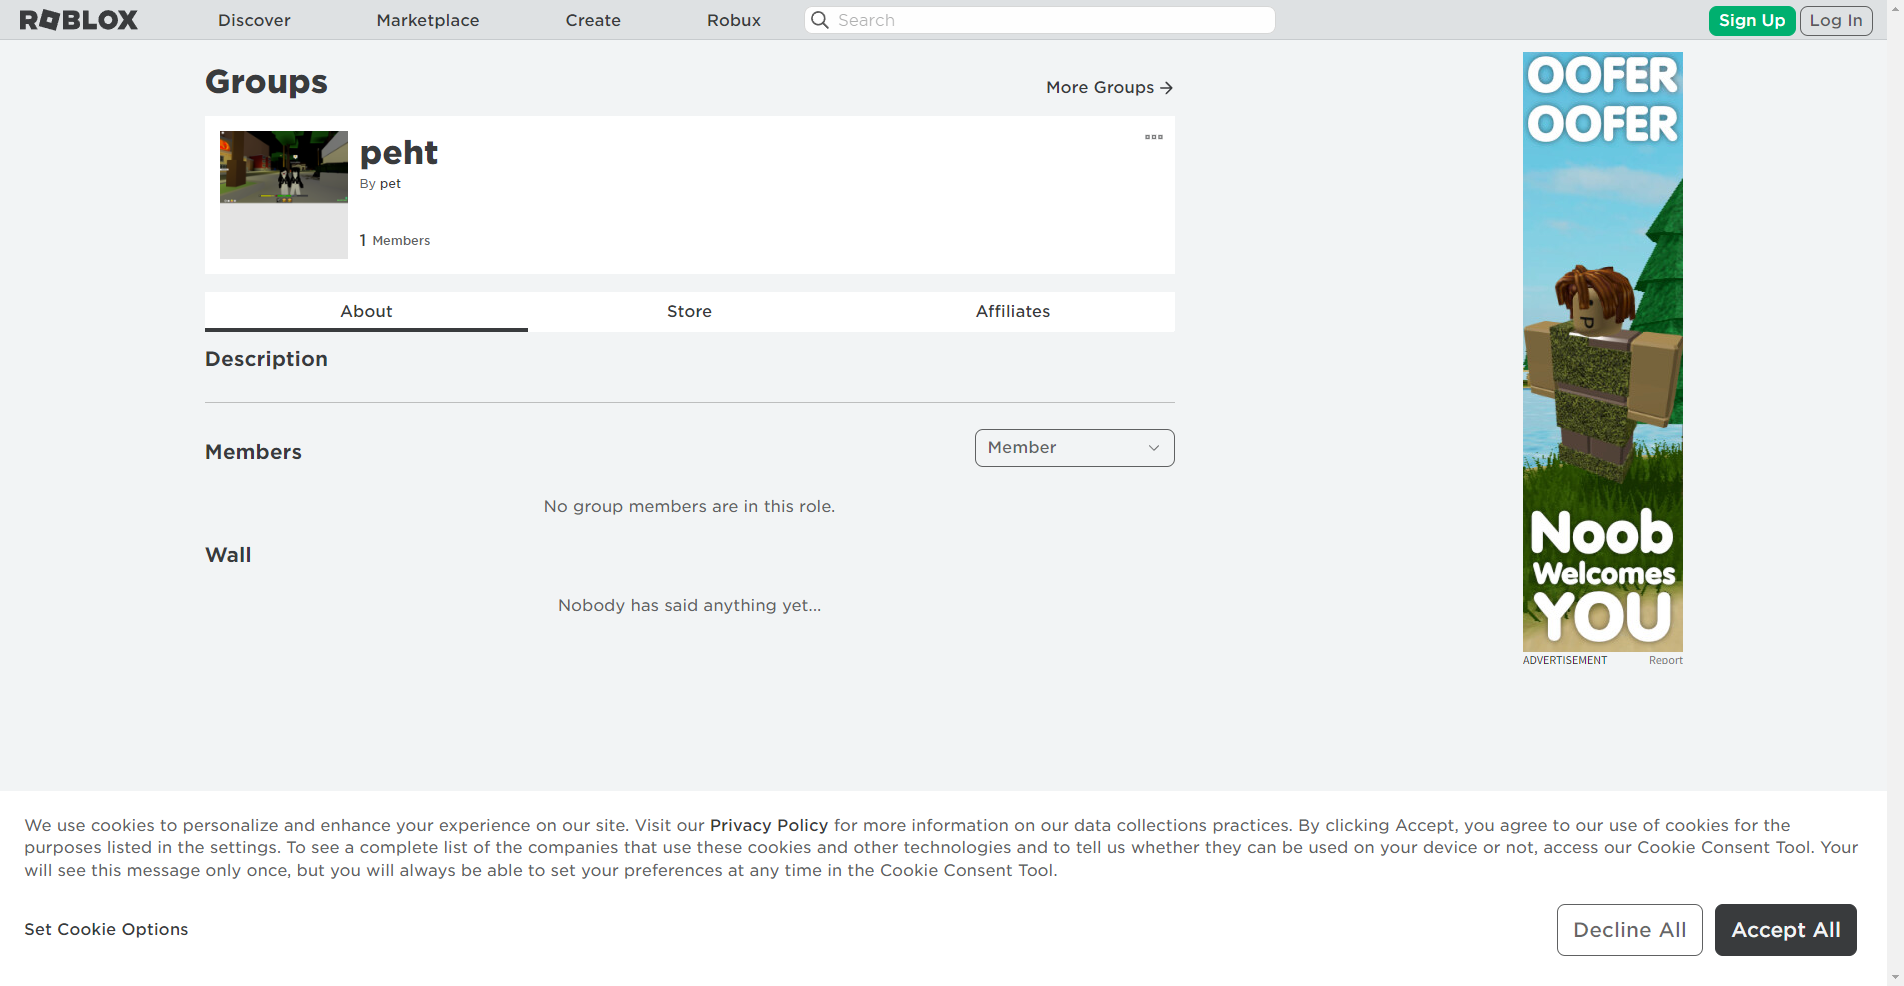 ROBLOX
Discover
Marketplace
Create
Robux
Search
Sign Up
Log In
Groups
More Groups
peht
By pet
1 Members
About
Store
Affiliates
Description
Members
Member
No group members are in this role.
Wall
Nobody has said anything yet...
OOFER
OOFER
Noob
Welcomes
YOU
ADVERTISEMENT
Report
We use cookies to personalize and enhance your experience on our site. Visit our Privacy Policy for more information on our data collections practices. By clicking Accept, you agree to our use of cookies for the
purposes listed in the settings. To see a complete list of the companies that use these cookies and other technologies and to tell us whether they can be used on your device or not, access our Cookie Consent Tool. Your
will see this message only once, but you will always be able to set your preferences at any time in the Cookie Consent Tool.
Set Cookie Options
Decline All
Accept All